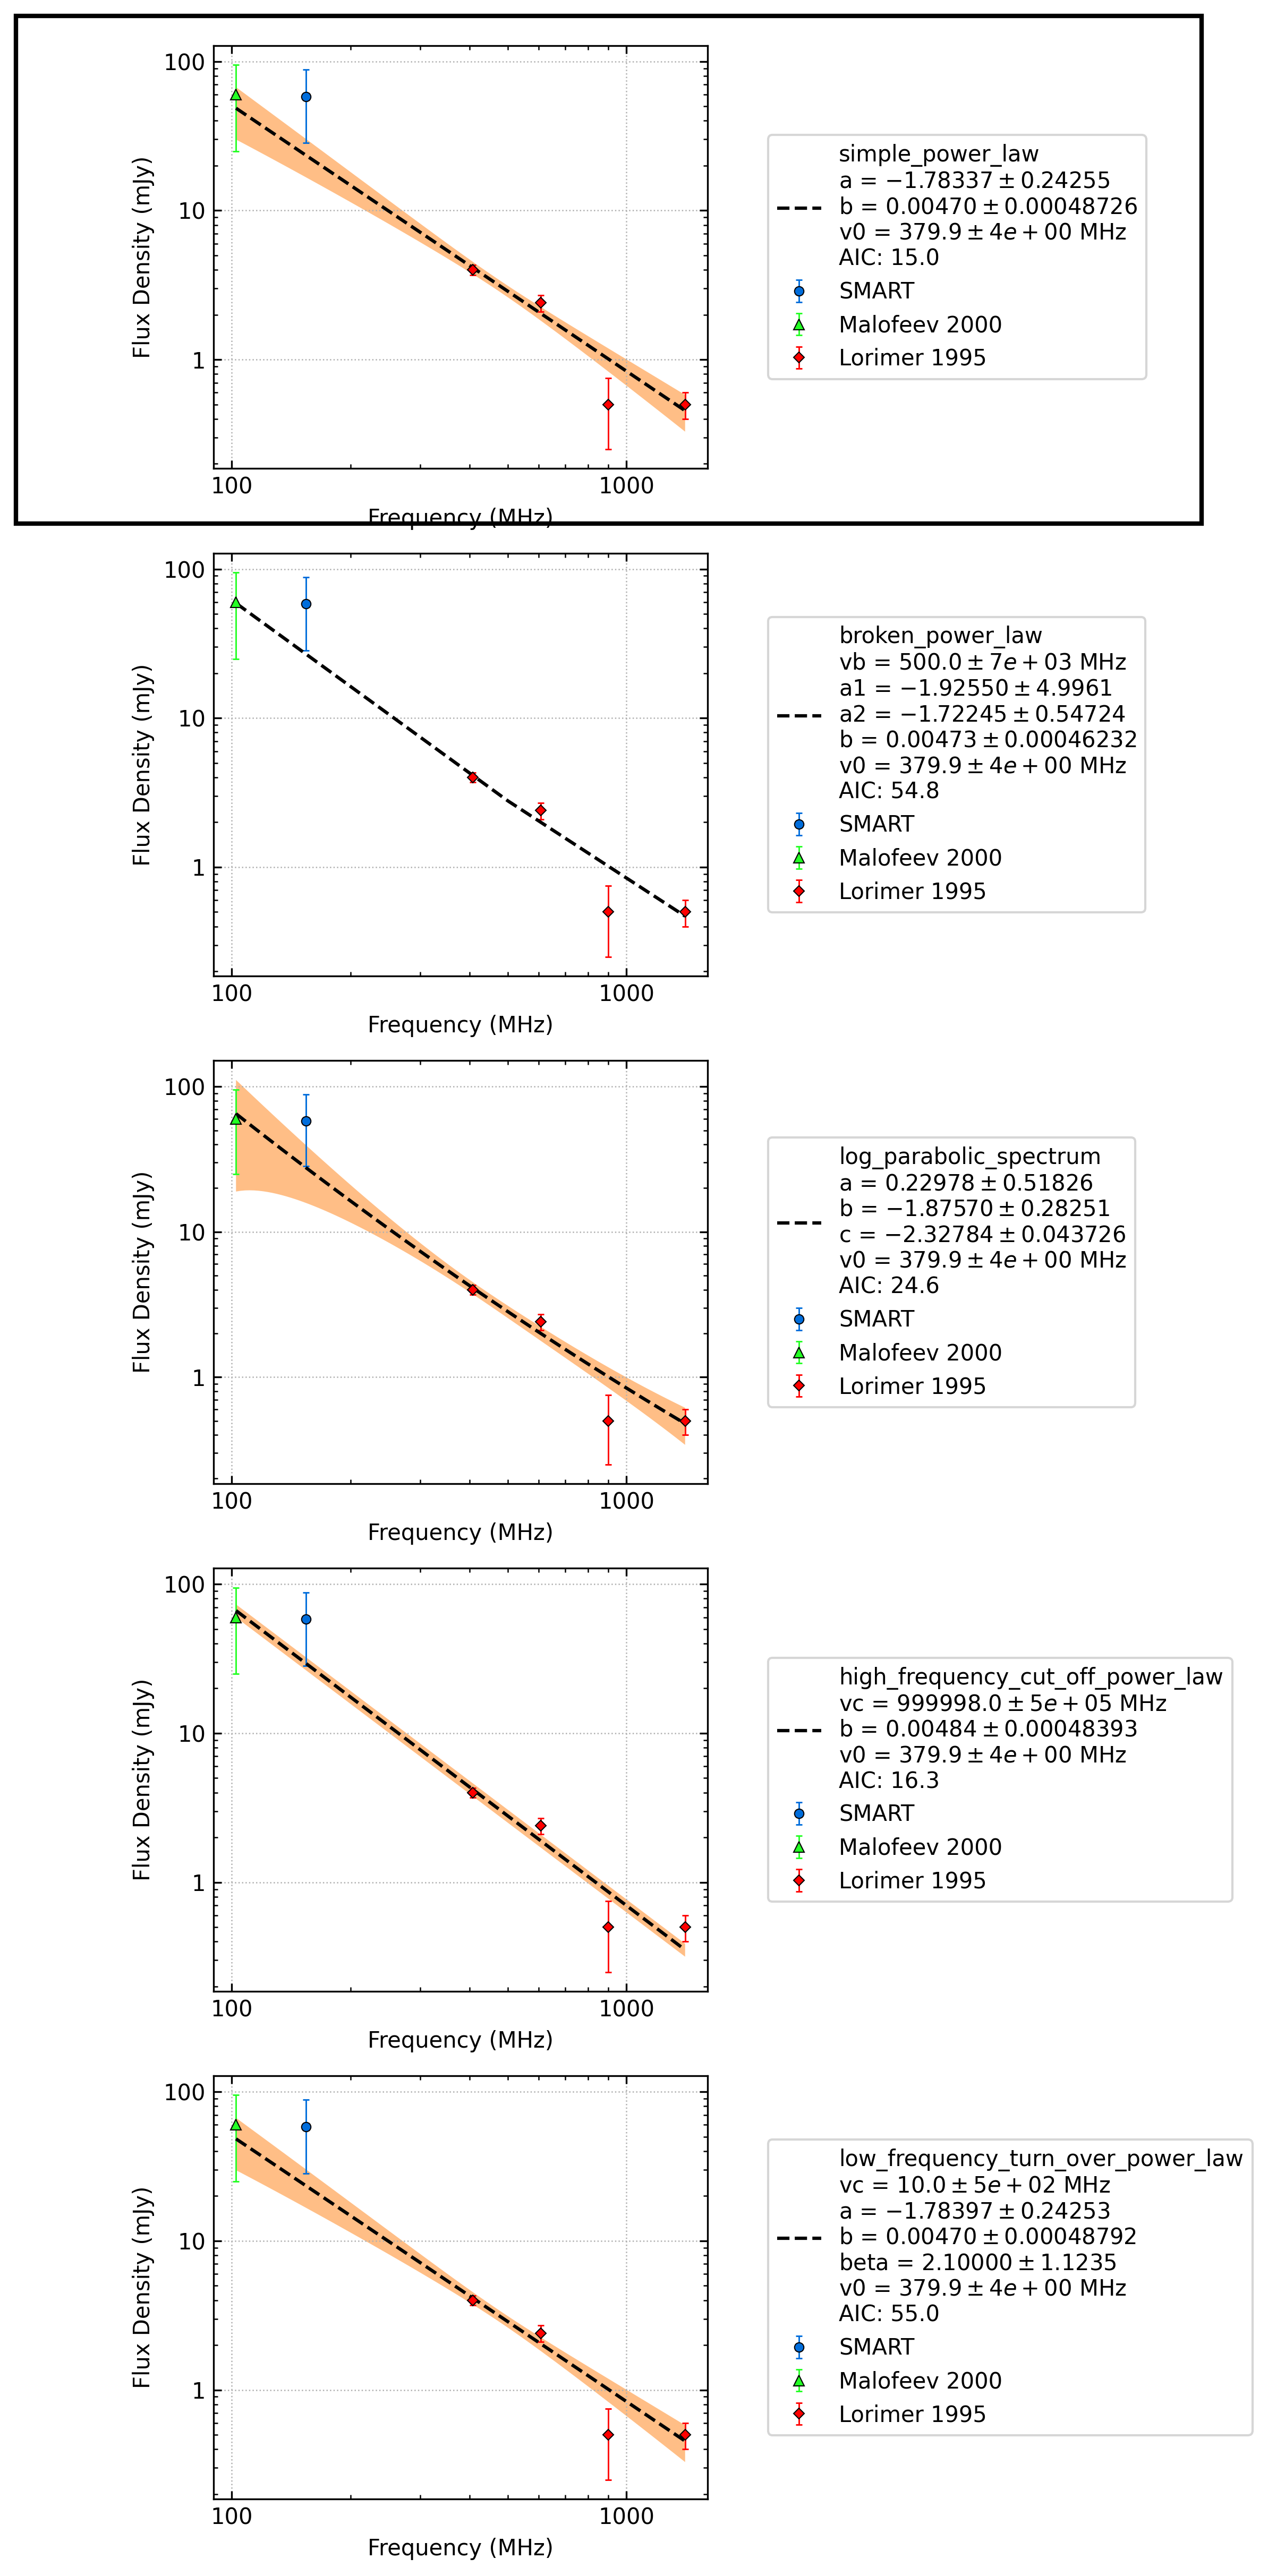 100
10
1
Flux Density (mJy)
100 1000
Frequency (MHz)
simple_power_law
a = −1.78337 ± 0.24255
b = 0.00470 ± 0.00048726
v0 = 379.9 ± 4e + 00 MHz
AIC: 15.0
SMART
Malofeev 2000
Lorimer 1995
100
10
1
Flux Density (mJy)
100 1000
Frequency (MHz)
broken_power_law
vb = 500.0 ± 7e + 03 MHz
a1 = −1.92550 ± 4.9961
a2 = −1.72245 ± 0.54724
b = 0.00473 ± 0.00046232
v0 = 379.9 ± 4e + 00 MHz
AIC: 54.8
SMART
Malofeev 2000
Lorimer 1995
100
10
1
Flux Density (mJy)
100 1000
Frequency (MHz)
log_parabolic_spectrum
a = 0.22978 ± 0.51826
b = −1.87570 ± 0.28251
c = −2.32784 ± 0.043726
v0 = 379.9 ± 4e + 00 MHz
AIC: 24.6
SMART
Malofeev 2000
Lorimer 1995
100
10
1
Flux Density (mJy)
100 1000
Frequency (MHz)
high_frequency_cut_off_power_law
vc = 999998.0 ± 5e + 05 MHz
b = 0.00484 ± 0.00048393
v0 = 379.9 ± 4e + 00 MHz
AIC: 16.3
SMART
Malofeev 2000
Lorimer 1995
100
10
1
Flux Density (mJy)
100 1000
Frequency (MHz)
low_frequency_turn_over_power_law
vc = 10.0 ± 5e + 02 MHz
a = −1.78397 ± 0.24253
b = 0.00470 ± 0.00048792
beta = 2.10000 ± 1.1235
v0 = 379.9 ± 4e + 00 MHz
AIC: 55.0
SMART
Malofeev 2000
Lorimer 1995